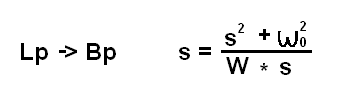 Lp -> Bp s = s² + ω₀² / W * s